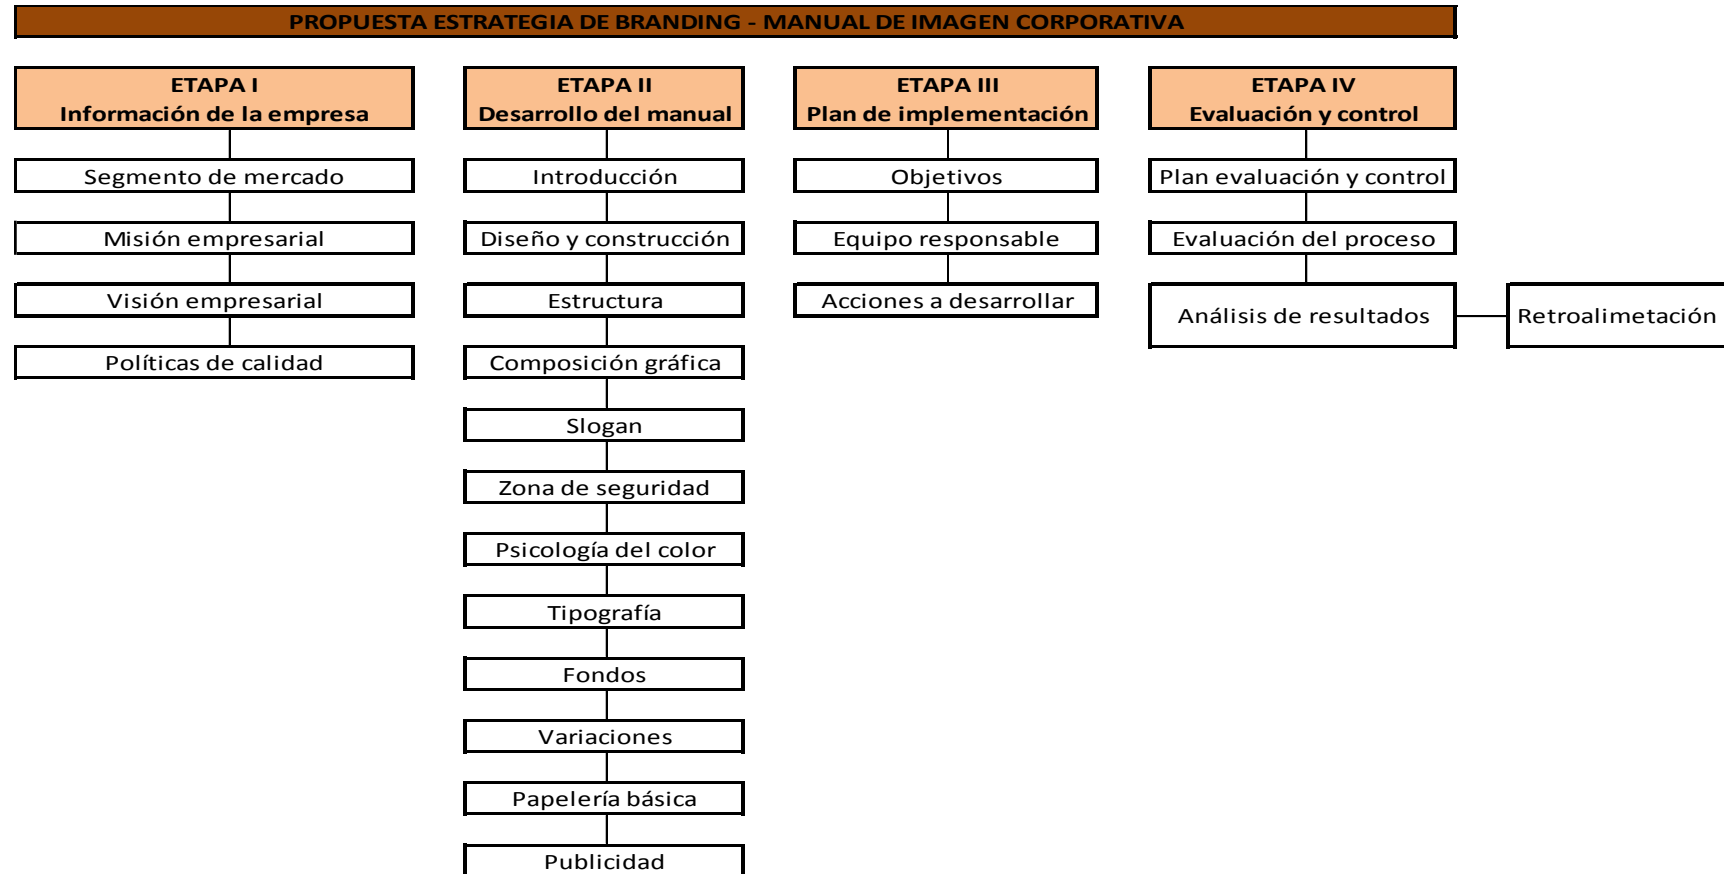 PROPUESTA ESTRATEGIA DE BRANDING - MANUAL DE IMAGEN CORPORATIVA
ETAPA I
Información de la empresa
Segmento de mercado
Misión empresarial
Visión empresarial
Políticas de calidad
ETAPA II
Desarrollo del manual
Introducción
Diseño y construcción
Estructura
Composición gráfica
Slogan
Zona de seguridad
Psicología del color
Tipografía
Fondos
Variaciones
Papelería básica
Publicidad
ETAPA III
Plan de implementación
Objetivos
Equipo responsable
Acciones a desarrollar
ETAPA IV
Evaluación y control
Plan evaluación y control
Evaluación del proceso
Análisis de resultados
Retroalimetación